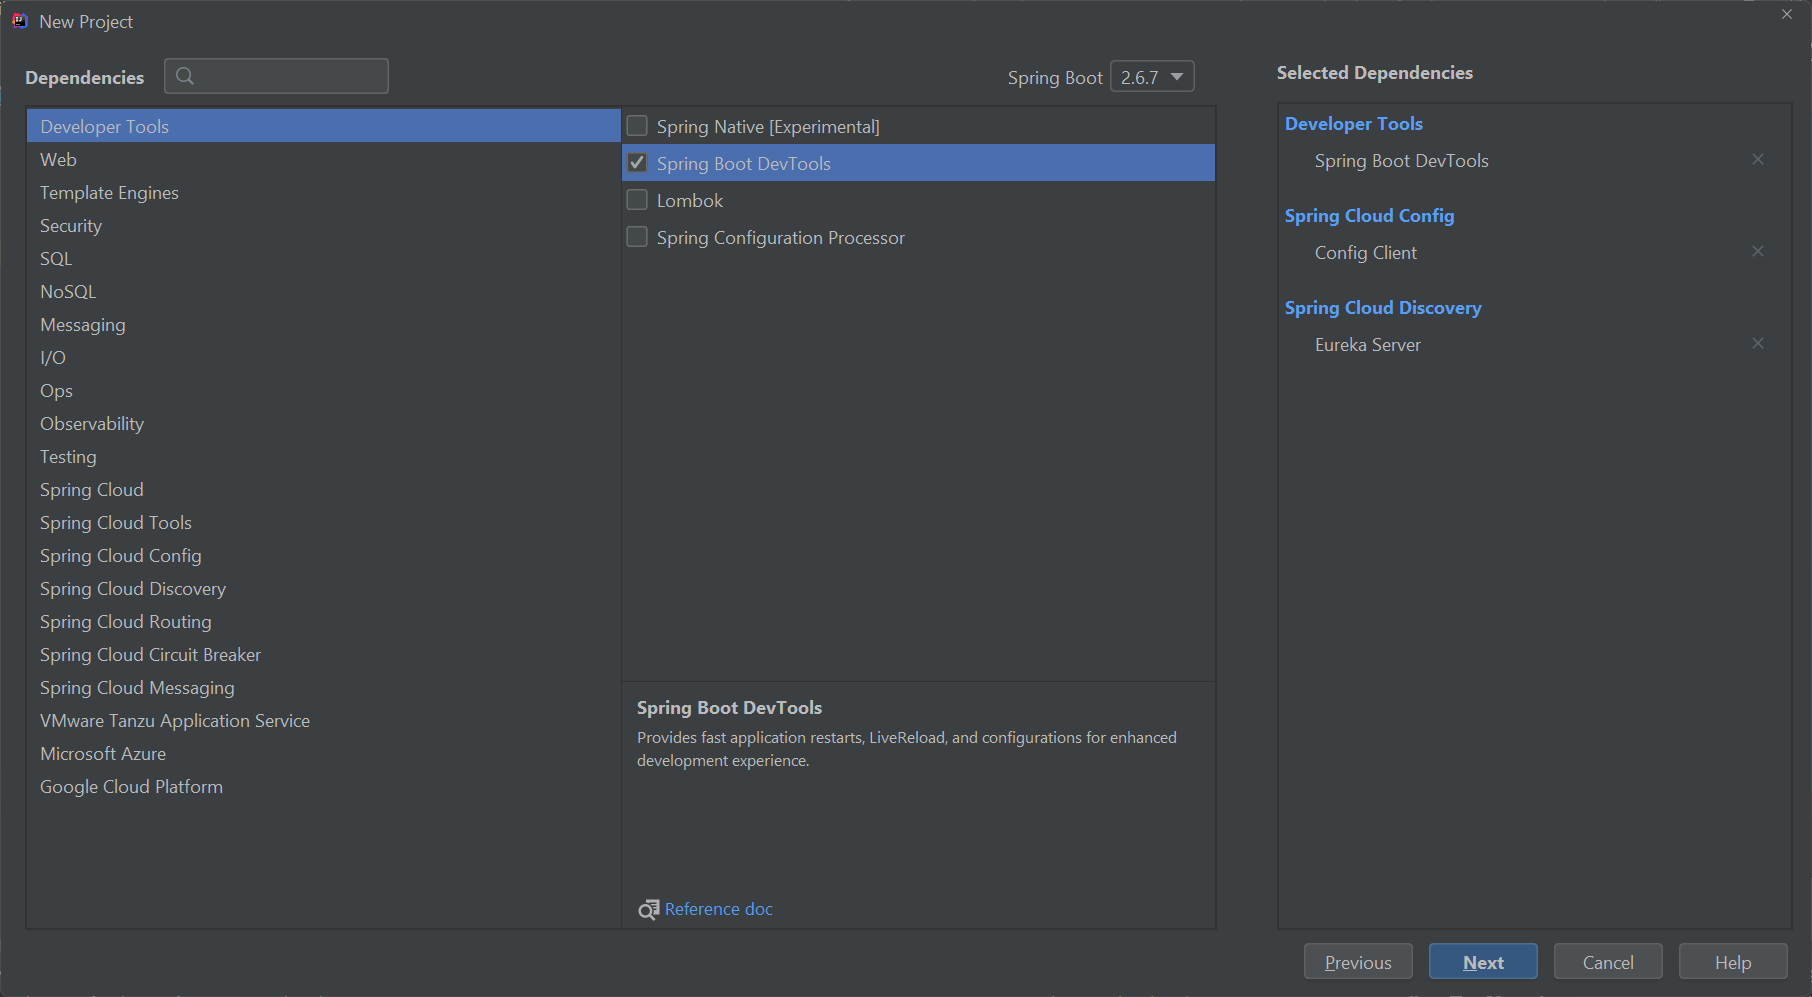 New Project
Dependencies
Spring Boot 2.6.7
Selected Dependencies
Developer Tools
Web
Template Engines
Security
SQL
NoSQL
Messaging
I/O
Ops
Observability
Testing
Spring Cloud
Spring Cloud Tools
Spring Cloud Config
Spring Cloud Discovery
Spring Cloud Routing
Spring Cloud Circuit Breaker
Spring Cloud Messaging
VMware Tanzu Application Service
Microsoft Azure
Google Cloud Platform
Spring Native [Experimental]
Spring Boot DevTools
Lombok
Spring Configuration Processor
Spring Boot DevTools
Provides fast application restarts, LiveReload, and configurations for enhanced
development experience.
Reference doc
Developer Tools
Spring Boot DevTools
Spring Cloud Config
Config Client
Spring Cloud Discovery
Eureka Server
Previous
Next
Cancel
Help